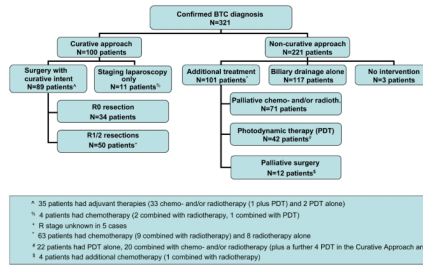 Confirmed BTC diagnosis
N=321
Curative approach
N=100 patients
Non-curative approach
N=221 patients
Surgery with
curative intent
N=89 patients^
Staging laparoscopy
only
N=11 patients%
Additional treatment
N=101 patients*
Biliary drainage alone
N=117 patients
No intervention
N=3 patients
R0 resection
N=34 patients
R1/2 resections
N=50 patients+
Palliative chemo- and/or radioth.
N=71 patients
Photodynamic therapy (PDT)
N=42 patients#
Palliative surgery
N=12 patients$
^ 35 patients had adjuvant therapies (33 chemo- and/or radiotherapy (1 plus PDT) and 2 PDT alone)
% 4 patients had chemotherapy (2 combined with radiotherapy, 1 combined with PDT)
+ R stage unknown in 5 cases
* 63 patients had chemotherapy (9 combined with radiotherapy) and 8 radiotherapy alone
# 22 patients had PDT alone, 20 combined with chemo- and/or radiotherapy (plus a further 4 PDT in the Curative Approach an
$ 4 patients had additional chemotherapy (1 combined with radiotherapy)